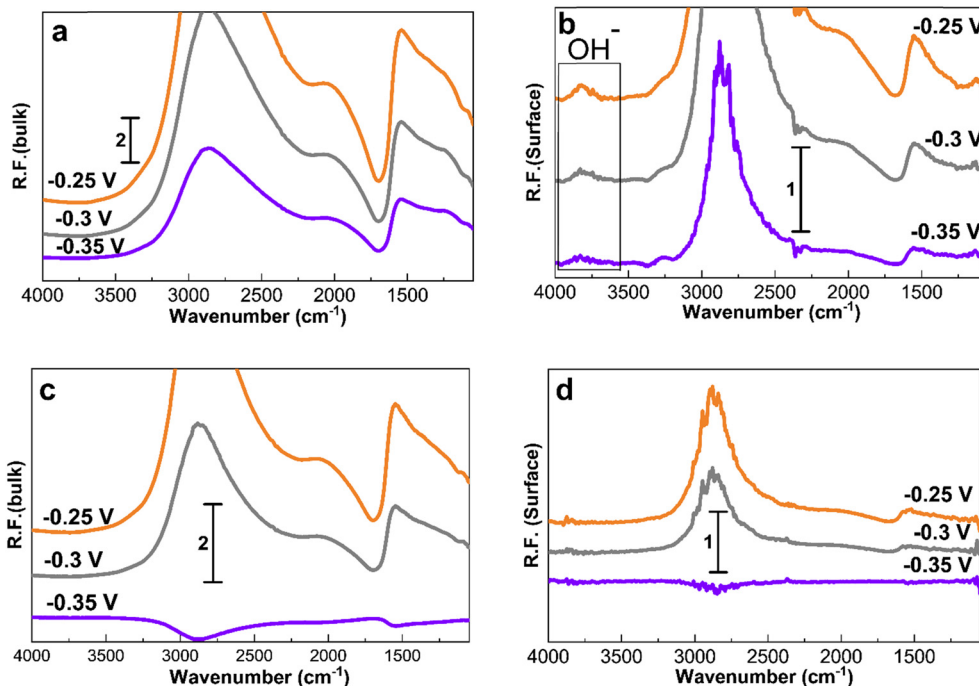 a
R.F.(bulk)
2
-0.25 V
-0.3 V
-0.35 V
4000 3500 3000 2500 2000 1500
Wavenumber (cm-1)
b
OH-
R.F.(Surface)
-0.25 V
-0.3 V
1
-0.35 V
4000 3500 3000 2500 2000 1500
Wavenumber (cm-1)
c
R.F.(bulk)
-0.25 V
2
-0.3 V
-0.35 V
4000 3500 3000 2500 2000 1500
Wavenumber (cm-1)
d
R.F. (Surface)
-0.25 V
-0.3 V
1
-0.35 V
4000 3500 3000 2500 2000 1500
Wavenumber (cm-1)